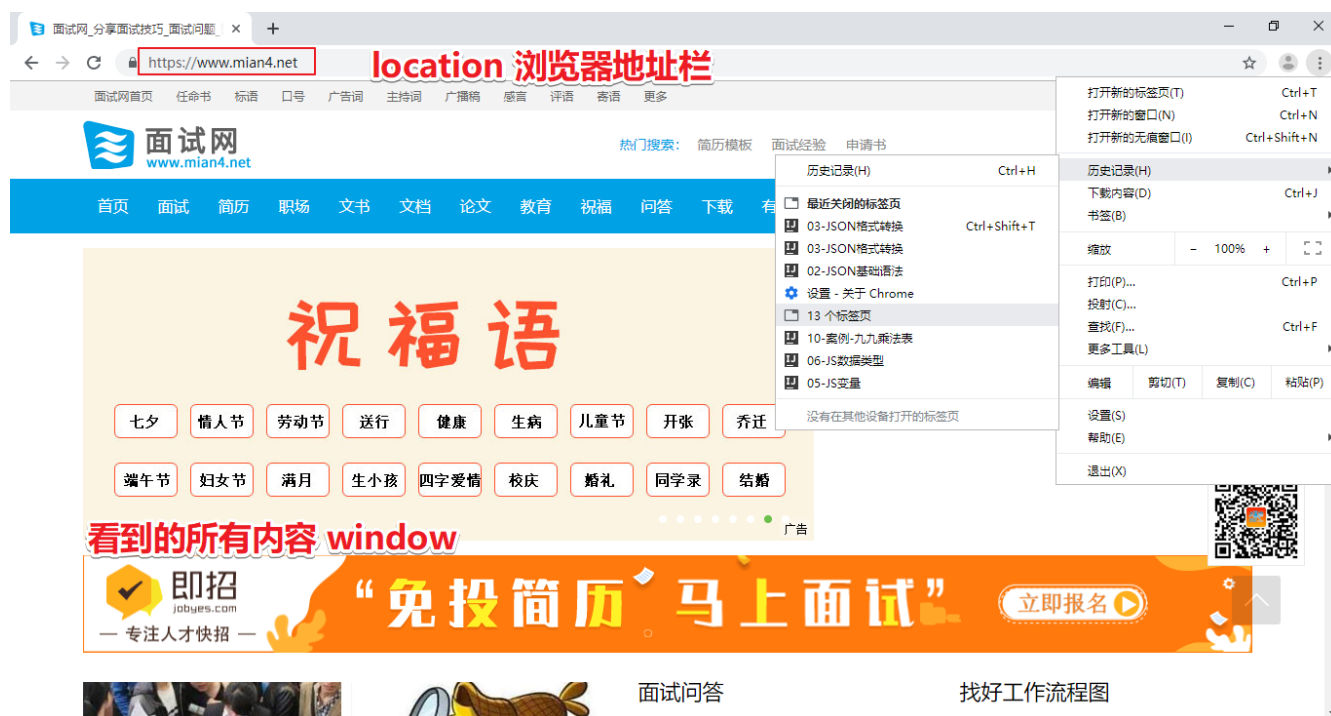 面试网_分享面试技巧_面试问题_
https://www.mian4.net
location 浏览器地址栏
面试网首页 任命书 标语 口号 广告词 主持词 广播稿 感言 评语 寄语 更多
面试网
www.mian4.net
热门搜索: 简历模板 面试经验 申请书
首页 面试 简历 职场 文书 文档 论文 教育 祝福 问答 下载 有
历史记录(H) Ctrl+H
最近关闭的标签页
03-JSON格式转换 Ctrl+Shift+T
03-JSON格式转换
02-JSON基础语法
设置 - 关于 Chrome
13 个标签页
10-案例-九九乘法表
06-JS数据类型
05-JS变量
没有在其他设备打开的标签页
打开新的标签页(T) Ctrl+T
打开新的窗口(N) Ctrl+N
打开新的无痕窗口(I) Ctrl+Shift+N
历史记录(H)
下载内容(D) Ctrl+J
书签(B)
缩放 - 100% +
打印(P)... Ctrl+P
投射(C)...
查找(F)... Ctrl+F
更多工具(L)
编辑 剪切(T) 复制(C) 粘贴(P)
设置(S)
帮助(E)
退出(X)
祝福语
七夕 情人节 劳动节 送行 健康 生病 儿童节 开张 乔迁
端午节 妇女节 满月 生小孩 四字爱情 校庆 婚礼 同学录 结婚
广告
看到的所有内容 window
即招
jobyes.com
— 专注人才快招 —
“免投简历 马上面试”
立即报名
面试问答 找好工作流程图